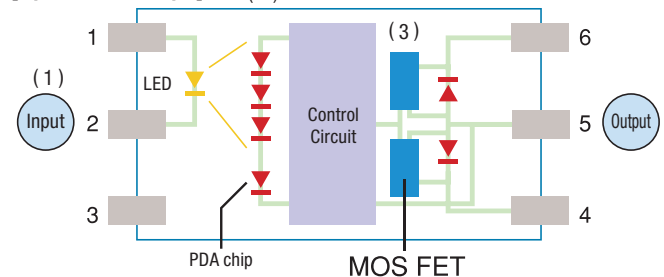 1
(1)
Input
2
3
LED
PDA chip
Control
Circuit
(3)
MOS FET
6
5
Output
4